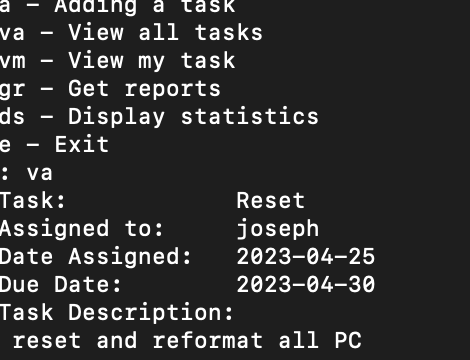 a – Adding a task
va – View all tasks
vm – View my task
gr – Get reports
ds – Display statistics
e – Exit
: va
Task: Reset
Assigned to: joseph
Date Assigned: 2023-04-25
Due Date: 2023-04-30
Task Description:
reset and reformat all PC